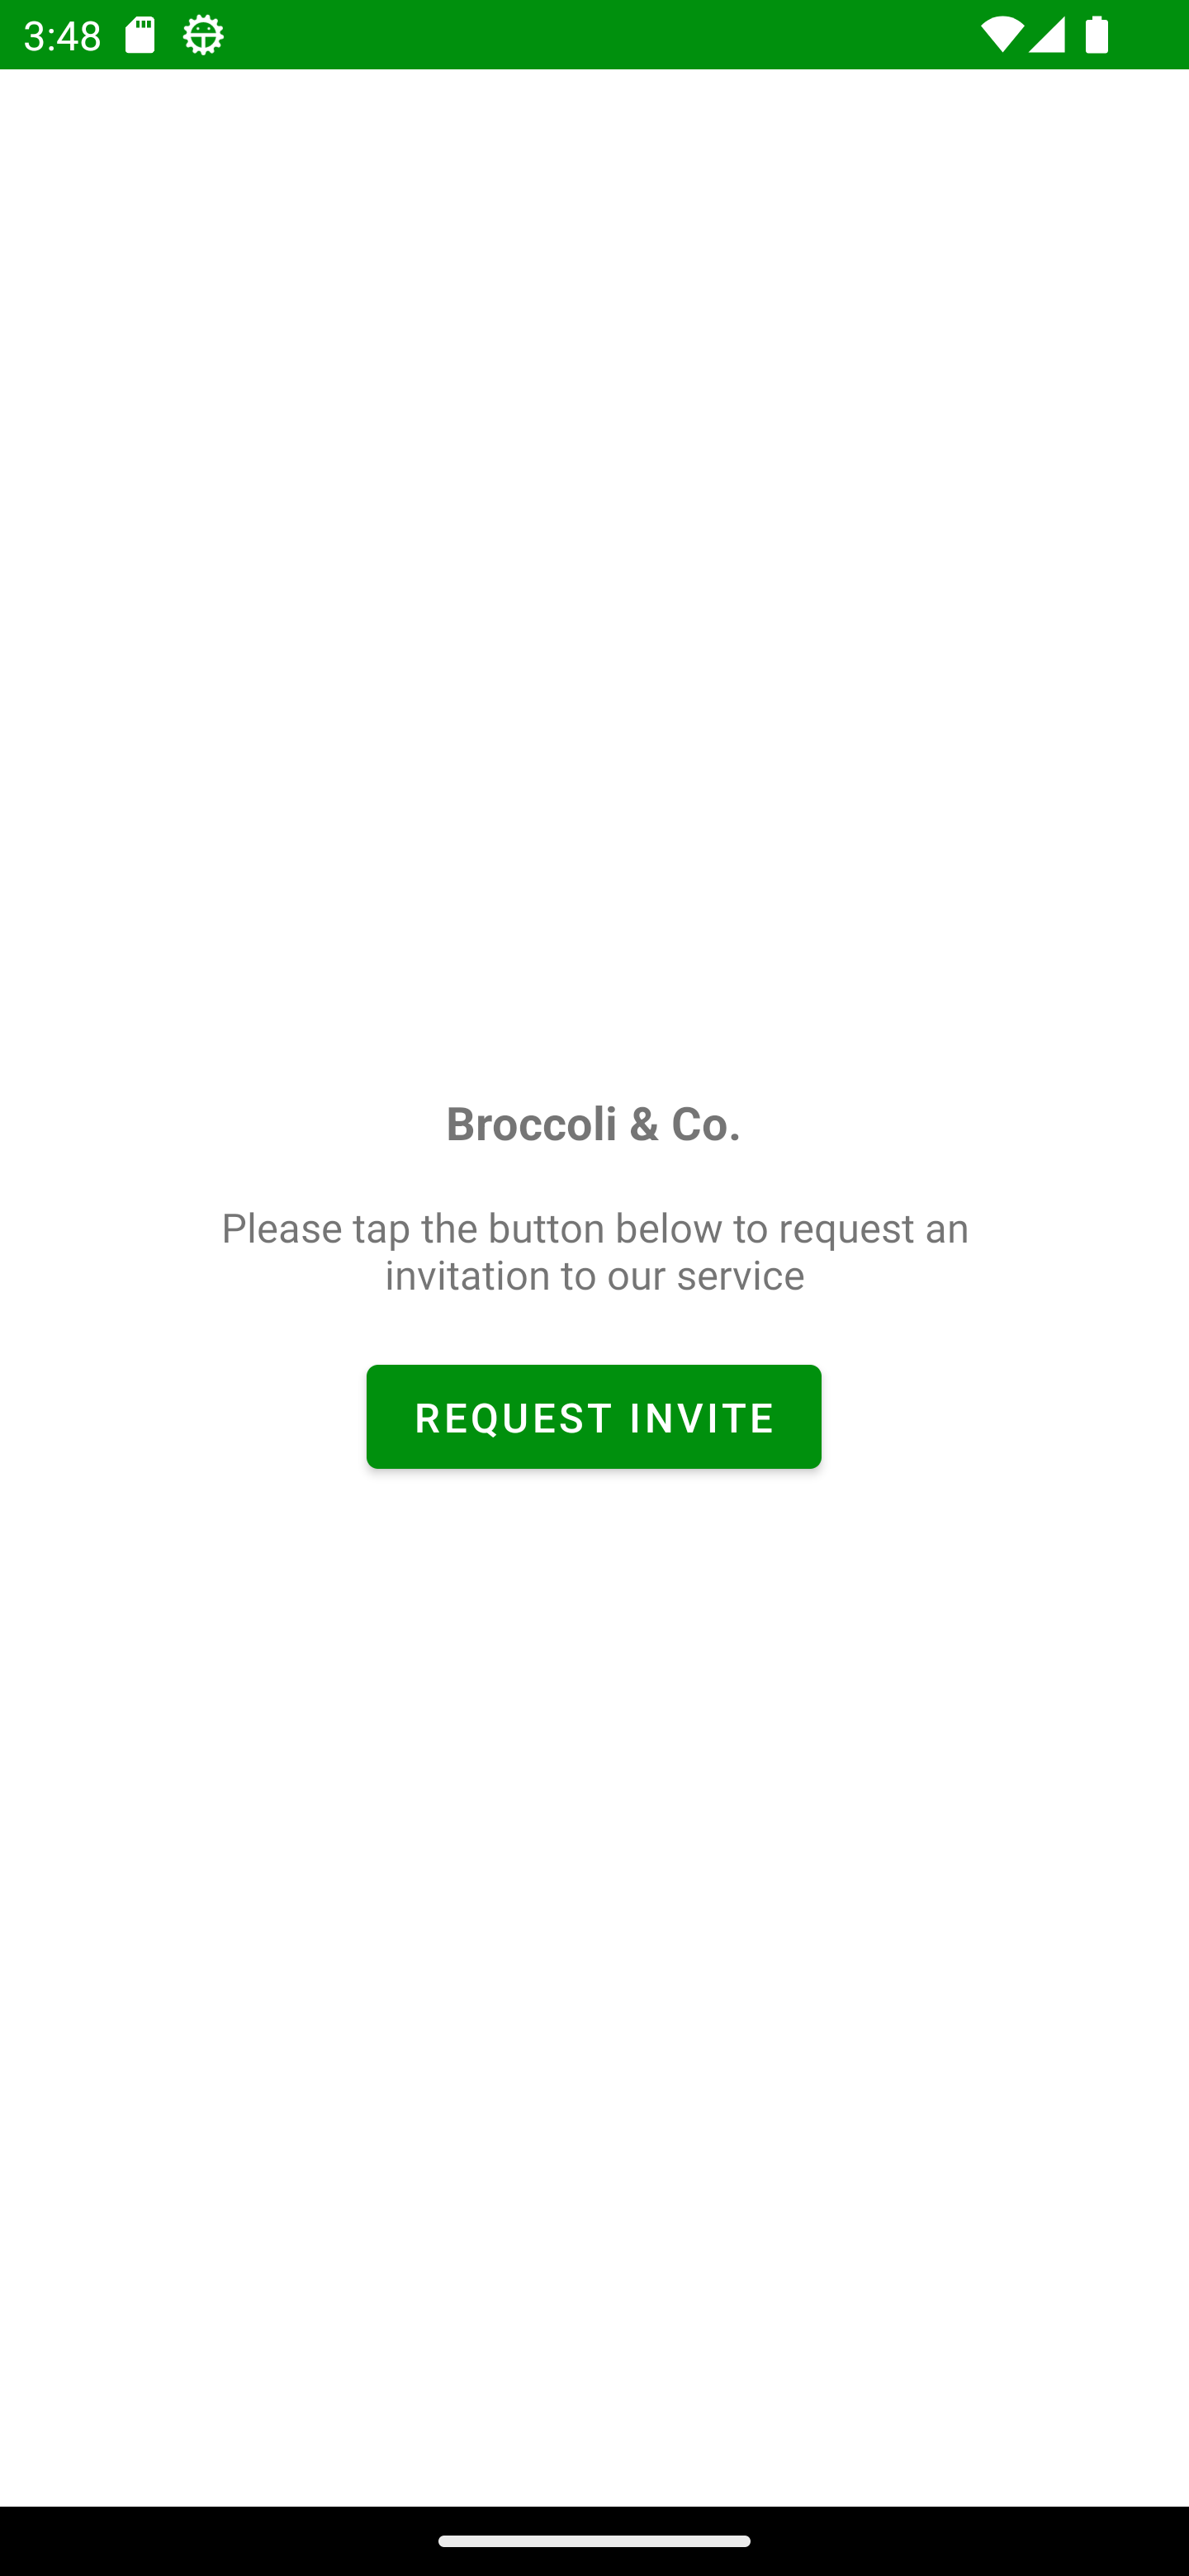 3:48
Broccoli & Co.
Please tap the button below to request an
invitation to our service
REQUEST INVITE